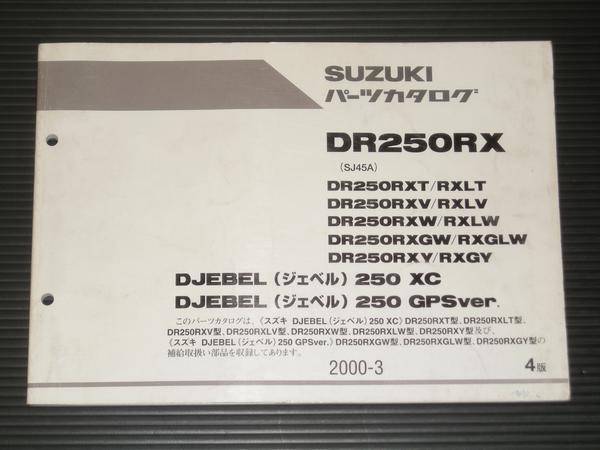 SUZUKI
パーツカタログ
DR250RX
(SJ45A)
DR250RXT/RXLT
DR250RXV/RXLV
DR250RXW/RXLW
DR250RXGW/RXGLW
DR250RXY/RXGY
DJEBEL (ジェベル) 250 XC
DJEBEL (ジェベル) 250 GPSver.
このパーツカタログは、《スズキ DJEBEL (ジェベル) 250 XC》 DR250RXT型、DR250RXLT型、
DR250RXV型、DR250RXLV型、DR250RXW型、DR250RXLW型、DR250RXY型及び、
《スズキ DJEBEL (ジェベル) 250 GPSver.》 DR250RXGW型、DR250RXGLW型、DR250RXGY型の
補給取扱い部品を収録してあります。
2000-3
4版